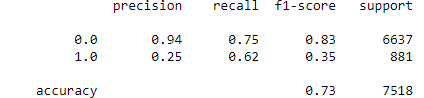 precision recall f1-score support
0.0 0.94 0.75 0.83 6637
1.0 0.25 0.62 0.35 881
accuracy 0.73 7518